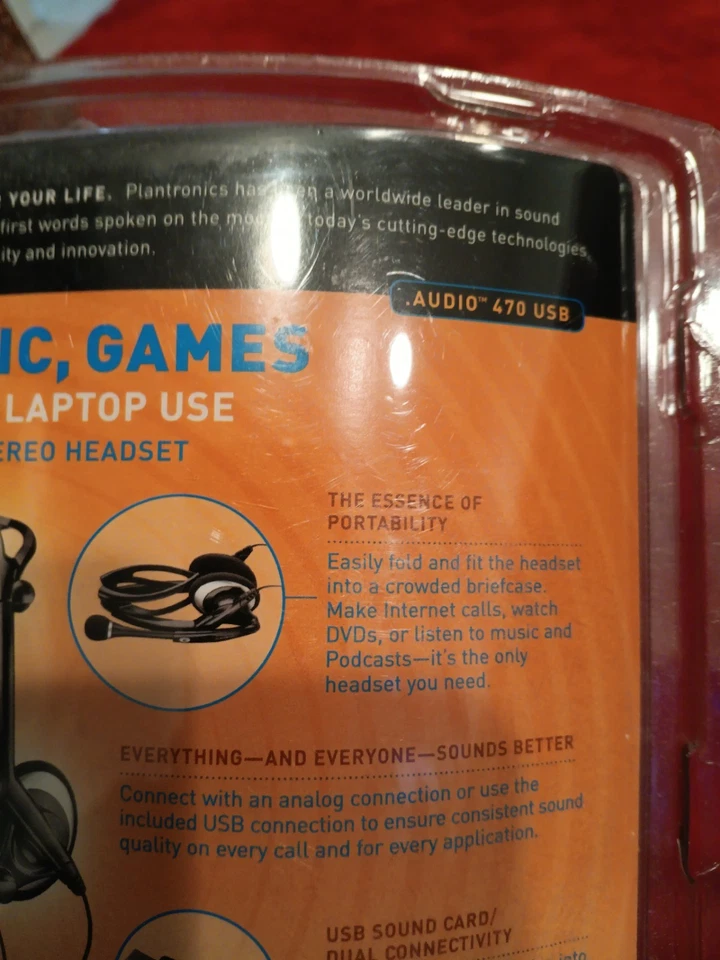 YOUR LIFE. Plantronics has been a worldwide leader in sound
first words spoken on the today's cutting-edge technologies
ity and innovation.
.AUDIO™ 470 USB
IC, GAMES
LAPTOP USE
EREO HEADSET
THE ESSENCE OF
PORTABILITY
Easily fold and fit the headset
into a crowded briefcase.
Make Internet calls, watch
DVDs, or listen to music and
Podcasts—it's the only
headset you need.
EVERYTHING—AND EVERYONE—SOUNDS BETTER
Connect with an analog connection or use the
included USB connection to ensure consistent sound
quality on every call and for every application.
USB SOUND CARD/
DUAL CONNECTIVITY
into